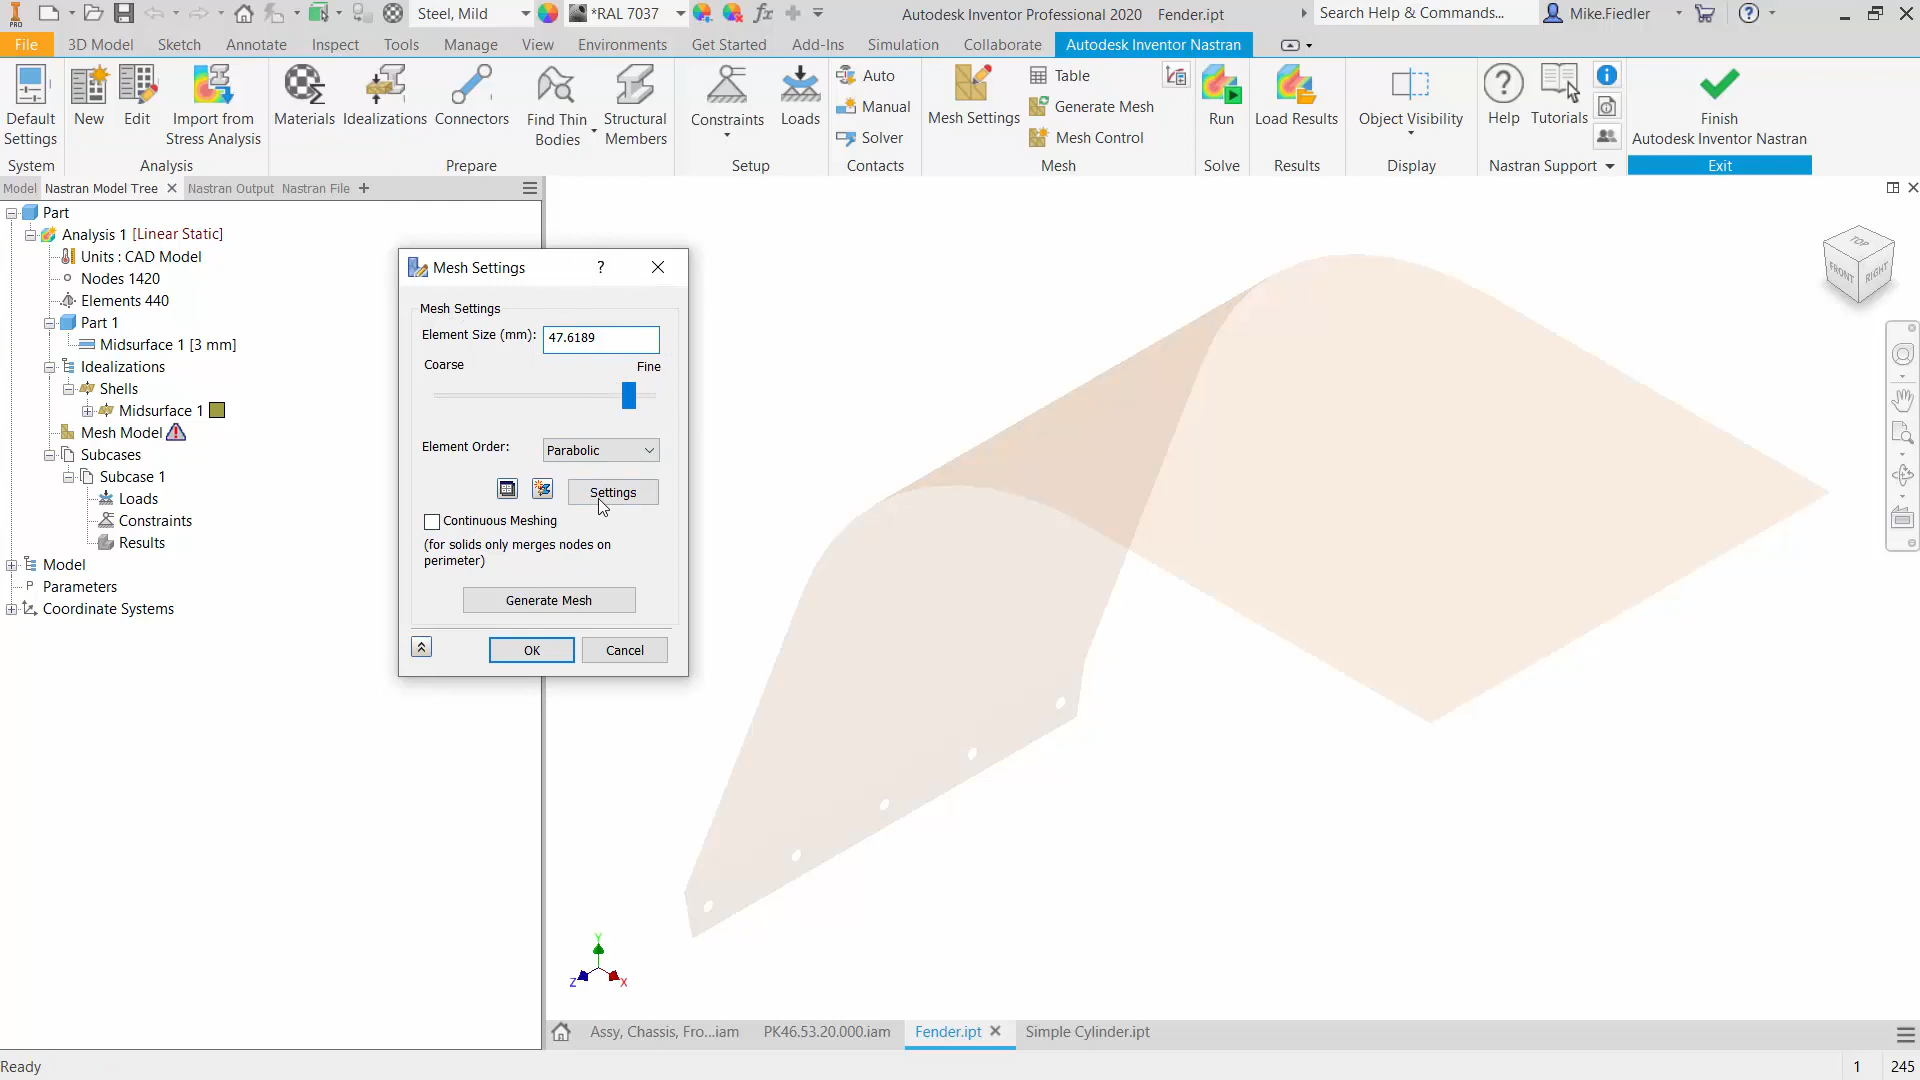 Steel, Mild
*RAL 7037
fx
Autodesk Inventor Professional 2020 Fender.ipt
Search Help & Commands...
Mike.Fiedler
PRO
File 3D Model Sketch Annotate Inspect Tools Manage View Environments Get Started Add-Ins Simulation Collaborate Autodesk Inventor Nastran
Default Settings
New
Edit
Import from Stress Analysis
Materials
Idealizations
Connectors
Find Thin Bodies
Structural Members
Constraints
Loads
Auto
Manual
Solver
Mesh Settings
Table
Generate Mesh
Mesh Control
Run
Load Results
Object Visibility
Help
Tutorials
Finish
Autodesk Inventor Nastran
System Analysis Prepare Setup Contacts Mesh Solve Results Display Nastran Support Exit
Model Nastran Model Tree Nastran Output Nastran File
Part
Analysis 1 [Linear Static]
Units : CAD Model
Nodes 1420
Elements 440
Part 1
Midsurface 1 [3 mm]
Idealizations
Shells
Midsurface 1
Mesh Model
Subcases
Subcase 1
Loads
Constraints
Results
Model
P Parameters
Coordinate Systems
Mesh Settings ?
Mesh Settings
Element Size (mm): 47.6189
Coarse Fine
Element Order: Parabolic
Settings
Continuous Meshing
(for solids only merges nodes on
perimeter)
Generate Mesh
OK Cancel
TOP
FRONT
RIGHT
Y
Z
X
Assy, Chassis, Fro...iam PK46.53.20.000.iam Fender.ipt Simple Cylinder.ipt
Ready 1 245